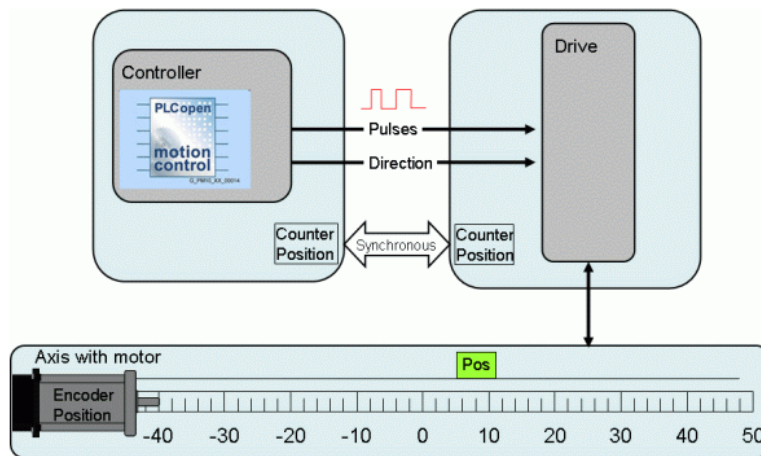 Controller
PLCopen
motion
control
Pulses
Direction
Drive
Counter
Position
Synchronous
Counter
Position
Axis with motor
Pos
Encoder
Position
-40 -30 -20 -10 0 10 20 30 40 50